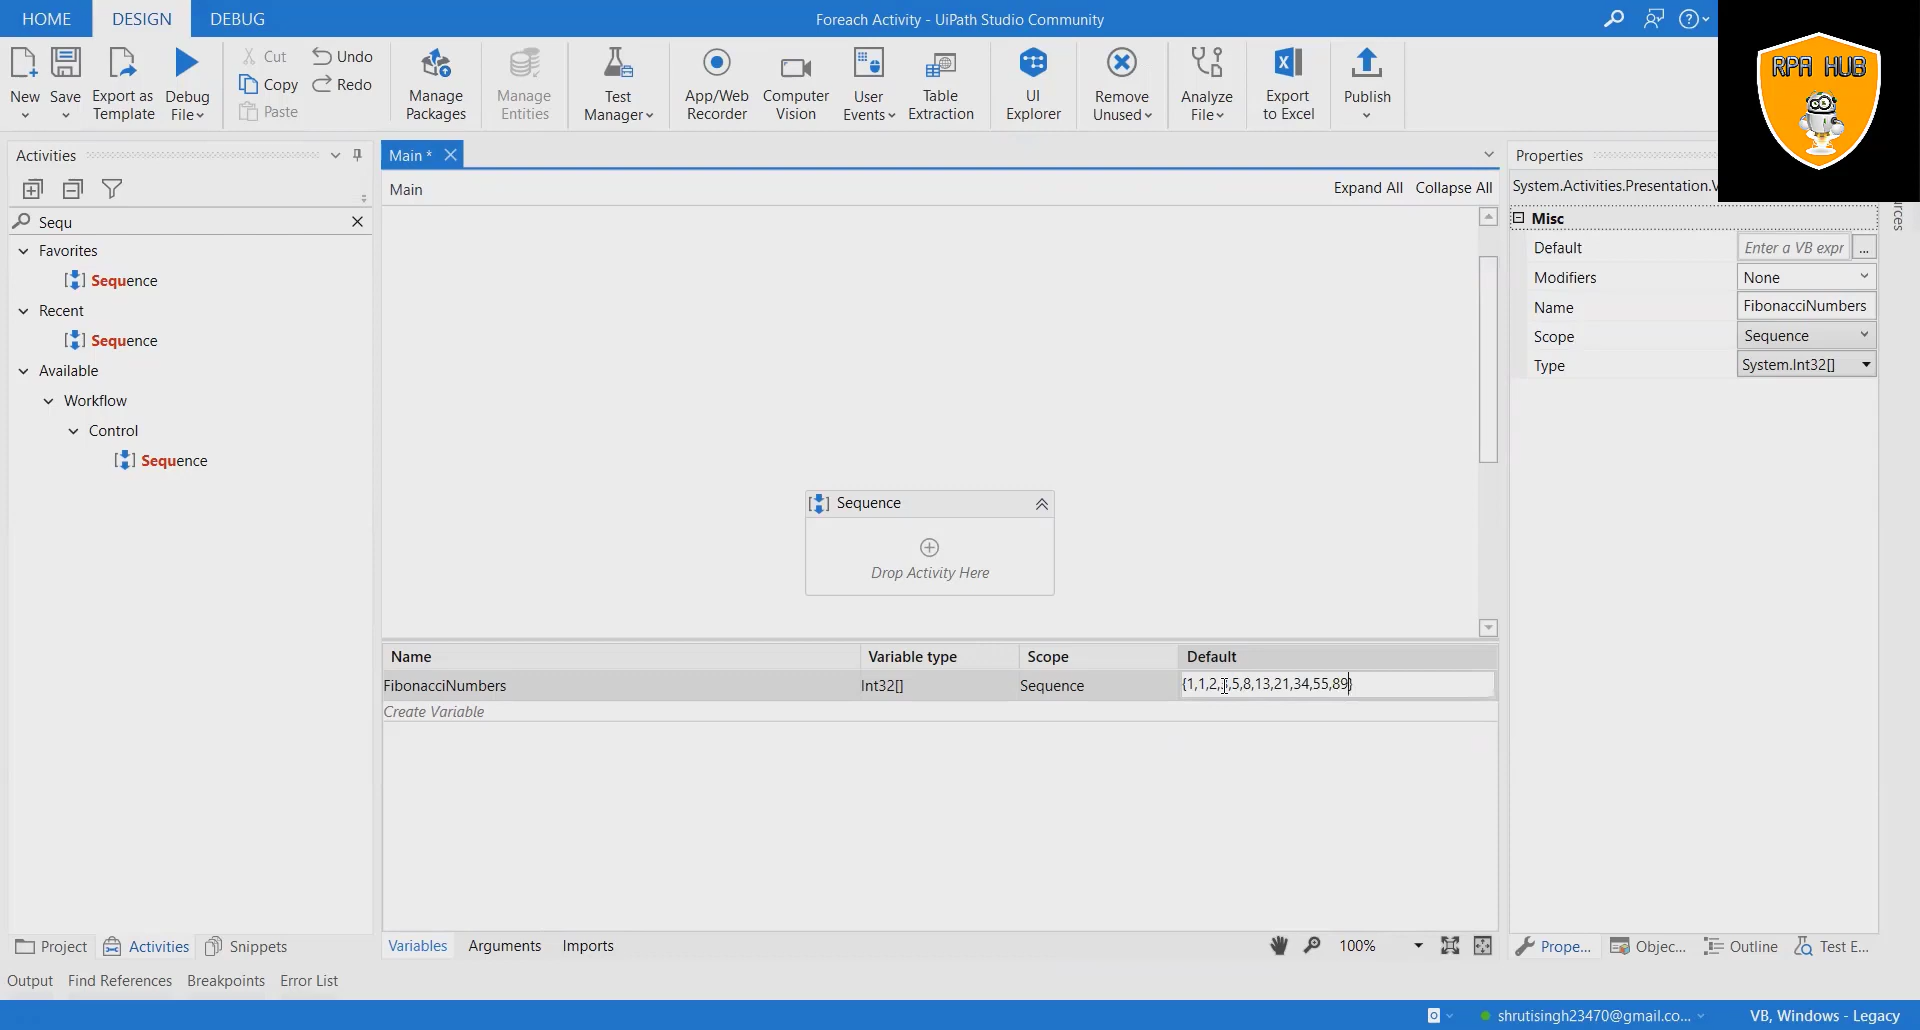 HOME DESIGN DEBUG
Foreach Activity - UiPath Studio Community
RPA HUB
New
Save
Export as Template
Debug File
Cut
Copy
Paste
Undo
Redo
Manage Packages
Manage Entities
Test Manager
App/Web Recorder
Computer Vision
User Events
Table Extraction
UI Explorer
Remove Unused
Analyze File
Export to Excel
Publish
Activities
Sequ
Favorites
Sequence
Recent
Sequence
Available
Workflow
Control
Sequence
Main *
Main
Expand All Collapse All
Sequence
Drop Activity Here
Name Variable type Scope Default
FibonacciNumbers Int32[] Sequence {1,1,2,3,5,8,13,21,34,55,89}
Create Variable
Variables Arguments Imports
100%
Properties
System.Activities.Presentation.V
Misc
Default Enter a VB expr ...
Modifiers None
Name FibonacciNumbers
Scope Sequence
Type System.Int32[]
Project Activities Snippets
Prope... Objec... Outline Test E...
Output Find References Breakpoints Error List
shrutisingh23470@gmail.co...
VB, Windows - Legacy